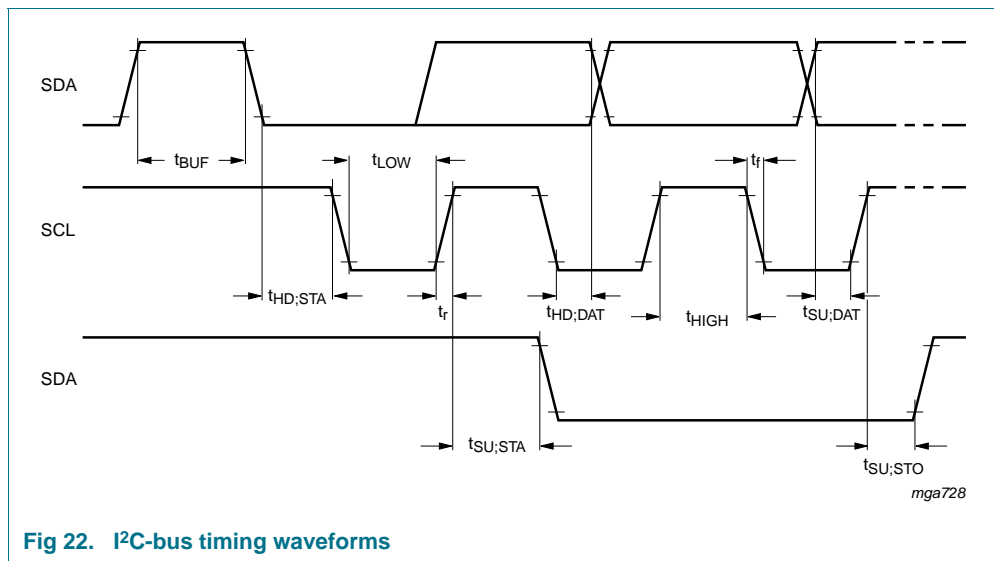 SDA
tBUF
tLOW
tf
SCL
tHD;STA
tr
tHD;DAT
tHIGH
tSU;DAT
SDA
tSU;STA
tSU;STO
mga728
Fig 22. I²C-bus timing waveforms